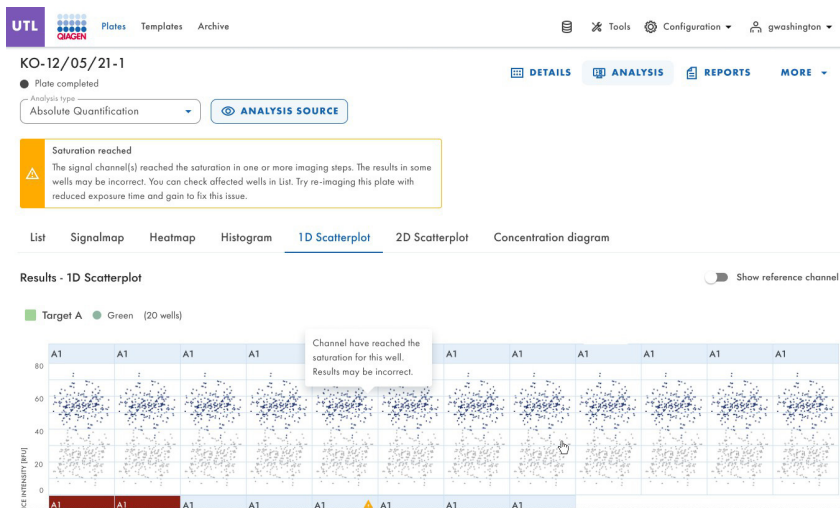 UTL
QIAGEN
Plates Templates Archive
Tools Configuration gwashington
KO-12/05/21-1
Plate completed
DETAILS ANALYSIS REPORTS MORE
Analysis type
Absolute Quantification
ANALYSIS SOURCE
Saturation reached
The signal channel(s) reached the saturation in one or more imaging steps. The results in some
wells may be incorrect. You can check affected wells in List. Try re-imaging this plate with
reduced exposure time and gain to fix this issue.
List Signalmap Heatmap Histogram 1D Scatterplot 2D Scatterplot Concentration diagram
Results - 1D Scatterplot
Show reference channel
Target A Green (20 wells)
Channel have reached the
saturation for this well.
Results may be incorrect.
A1 A1 A1 A1 A1 A1 A1 A1 A1 A1
80
60
40
20
0
CE INTENSITY [RFU]
A1 A1 A1 A1 A1 A1 A1 A1